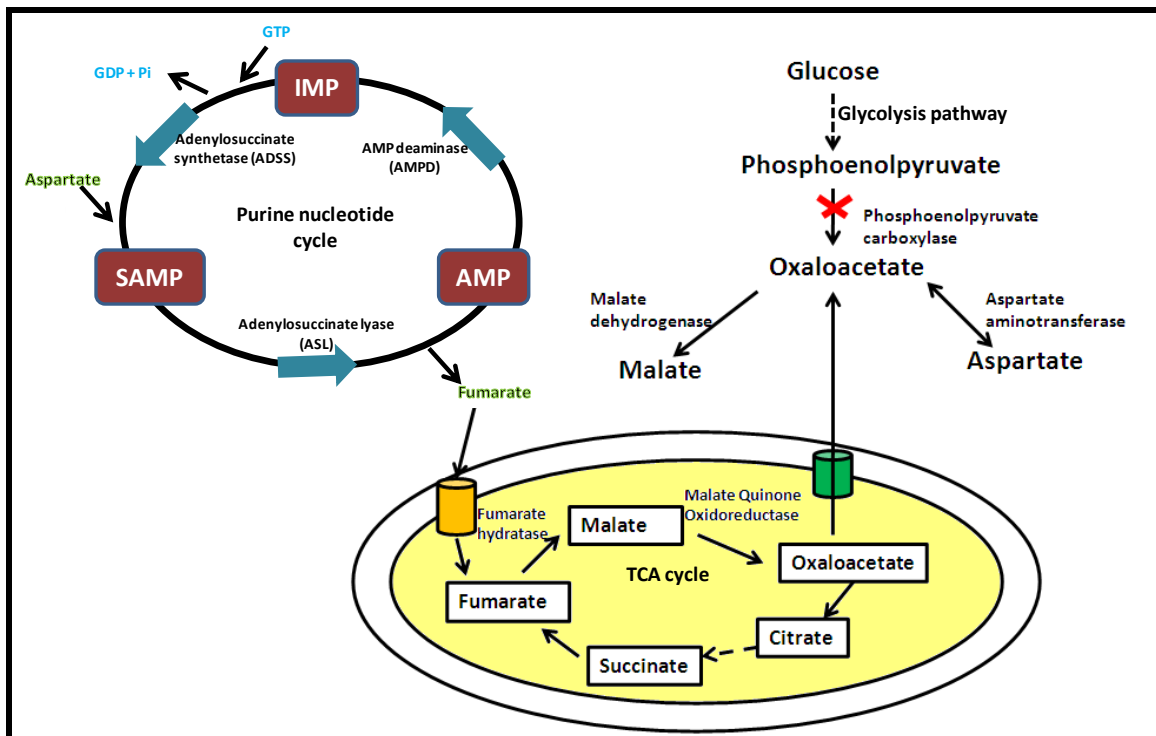 GTP
GDP + Pi
IMP
Adenylosuccinate
synthetase (ADSS)
AMP deaminase
(AMPD)
Aspartate
Purine nucleotide
cycle
SAMP
AMP
Adenylosuccinate lyase
(ASL)
Fumarate
Glucose
Glycolysis pathway
Phosphoenolpyruvate
Phosphoenolpyruvate
carboxylase
Oxaloacetate
Malate
dehydrogenase
Aspartate
aminotransferase
Malate
Aspartate
Fumarate
hydratase
Malate
Malate Quinone
Oxidoreductase
TCA cycle
Oxaloacetate
Fumarate
Citrate
Succinate